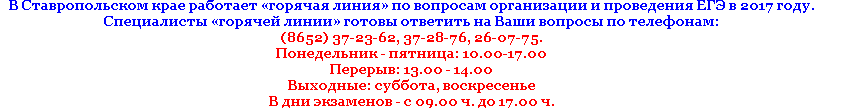 В Ставропольском крае работает «горячая линия» по вопросам организации и проведения ЕГЭ в 2017 году.
Специалисты «горячей линии» готовы ответить на Ваши вопросы по телефонам:
(8652) 37-23-62, 37-28-76, 26-07-75.
Понедельник - пятница: 10.00-17.00
Перерыв: 13.00 - 14.00
Выходные: суббота, воскресенье
В дни экзаменов - с 09.00 ч. до 17.00 ч.